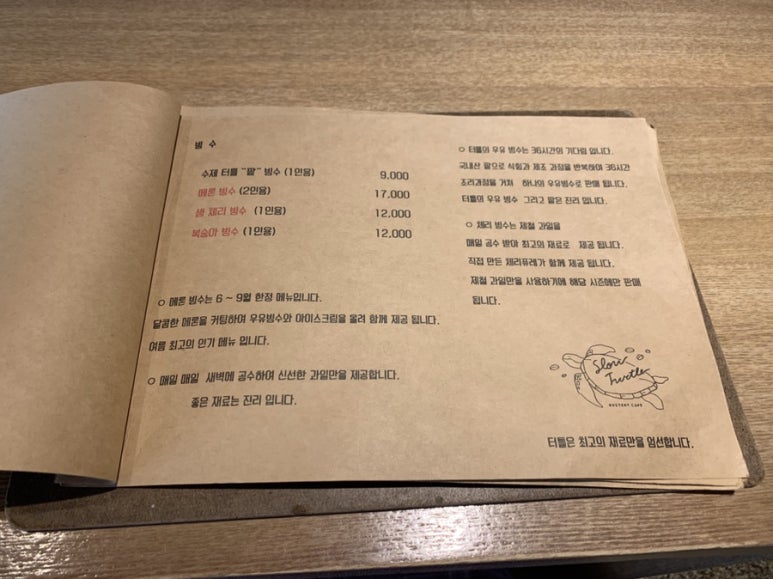 빙 수
수제 터틀 "팥" 빙수 (1인용) 9,000
메론 빙수 (2인용) 17,000
생 체리 빙수 (1인용) 12,000
복숭아 빙수 (1인용) 12,000
○ 메론 빙수는 6 ~ 9월 한정 메뉴입니다.
달콤한 메론을 커팅하여 우유빙수와 아이스크림을 올려 함께 제공 됩니다.
여름 최고의 인기 메뉴 입니다.
○ 매일 매일 새벽에 공수하여 신선한 과일만을 제공합니다.
좋은 재료는 진리 입니다.
○ 터틀의 우유 빙수는 36시간의 기다림 입니다.
국내산 팥으로 식힘과 제조 과정을 반복하여 36시간
조리과정을 거쳐 하나의 우유빙수로 판매 됩니다.
터틀의 우유 빙수 그리고 팥은 진리 입니다.
○ 체리 빙수는 제철 과일을
매일 공수 받아 최고의 재료로 제공 됩니다.
직접 만든 체리퓨레가 함께 제공 됩니다.
제철 과일만을 사용하기에 해당 시즌에만 판매
됩니다.
Slow
Turtle
DESSERT CAFE
터틀은 최고의 재료만을 엄선합니다.